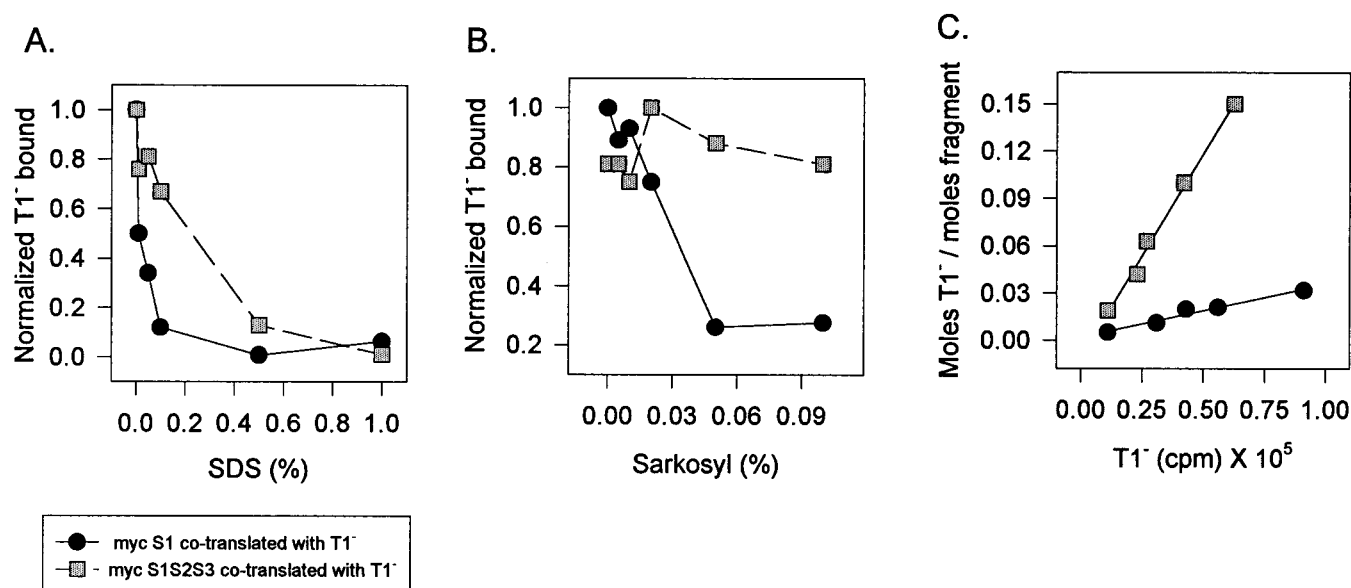 A.
Normalized T1⁻ bound
1.0
0.8
0.6
0.4
0.2
0.0
0.0 0.2 0.4 0.6 0.8 1.0
SDS (%)
B.
Normalized T1⁻ bound
1.0
0.8
0.6
0.4
0.2
0.00 0.03 0.06 0.09
Sarkosyl (%)
C.
Moles T1⁻ / moles fragment
0.15
0.12
0.09
0.06
0.03
0.00
0.00 0.25 0.50 0.75 1.00
T1⁻ (cpm) X 10⁵
myc S1 co-translated with T1⁻
myc S1S2S3 co-translated with T1⁻